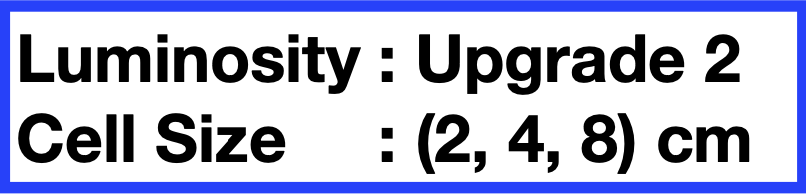 Luminosity : Upgrade 2
Cell Size : (2, 4, 8) cm